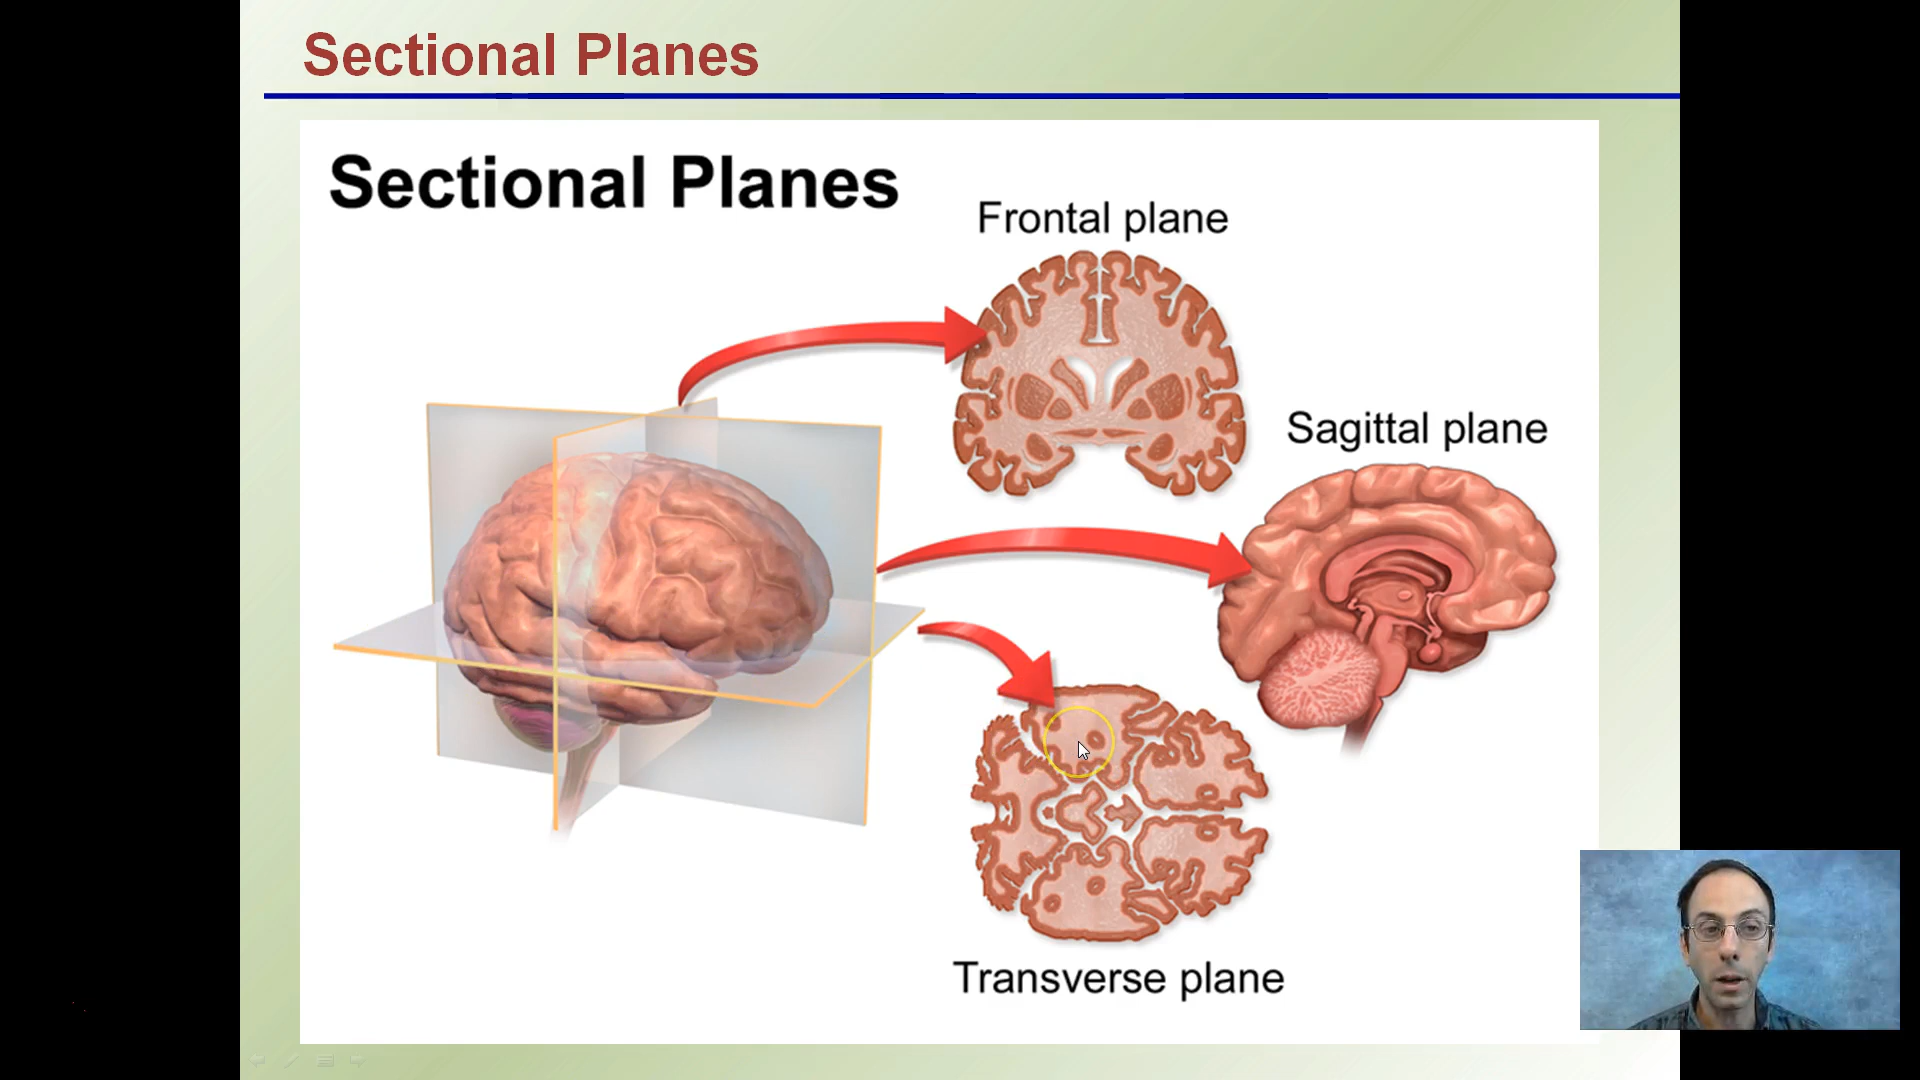 Sectional Planes
Sectional Planes
Frontal plane
Sagittal plane
Transverse plane